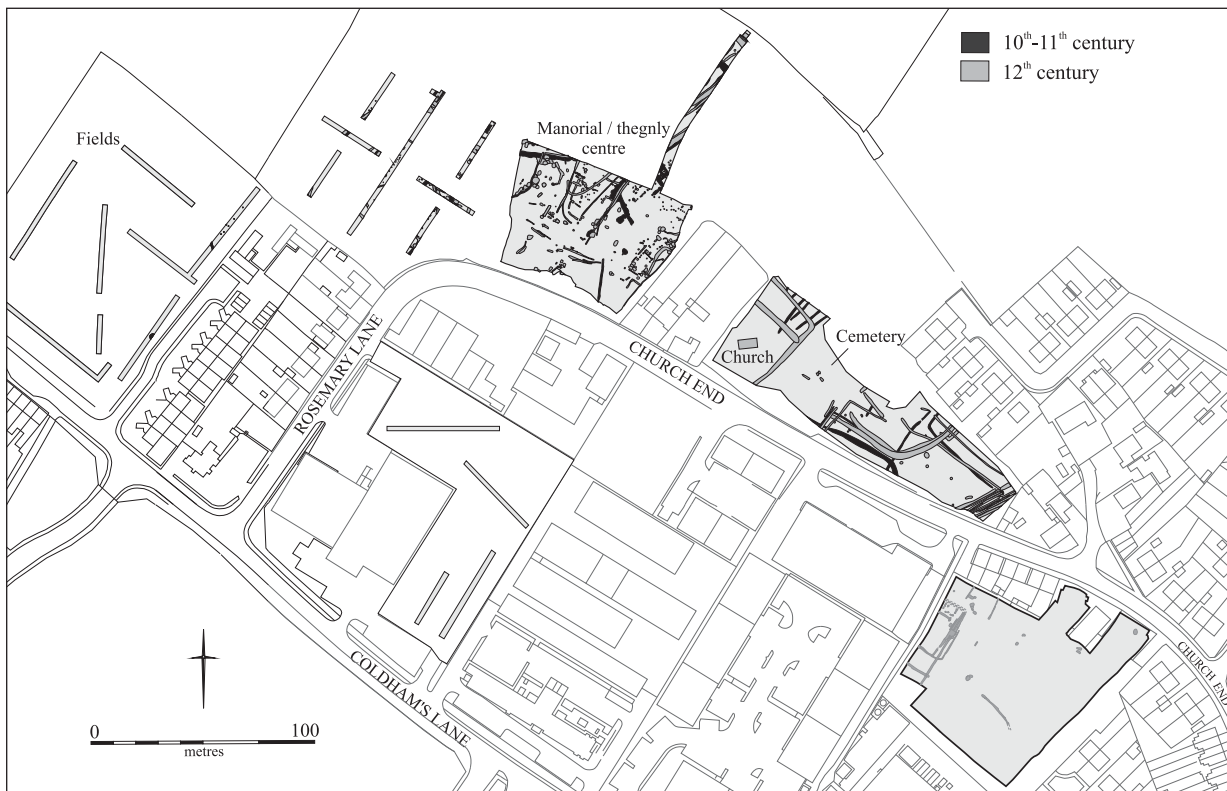 10th-11th century
12th century
Fields
Manorial / thegnly
centre
Church
Cemetery
CHURCH END
ROSEMARY LANE
COLDHAM'S LANE
CHURCH END
0 100
metres